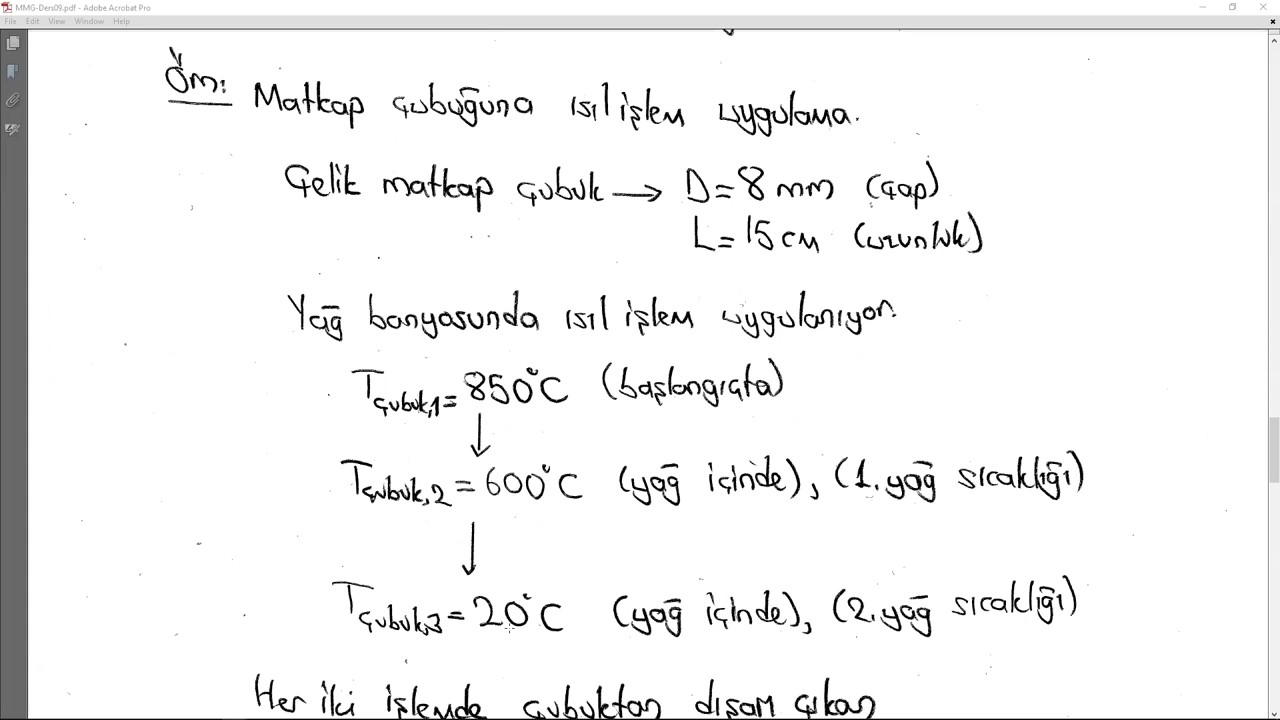 MMG-Ders09.pdf - Adobe Acrobat Pro
File Edit View Window Help
Örn: Matkap çubuğuna ısıl işlem uygulama.
Çelik matkap çubuk → D = 8 mm (çap)
L = 15 cm (uzunluk)
Yağ banyosunda ısıl işlem uygulanıyor.
Tçubuk,1 = 850°C (başlangıçta)
↓
Tçubuk,2 = 600°C (yağ içinde), (1. yağ sıcaklığı)
↓
Tçubuk,3 = 20°C (yağ içinde), (2. yağ sıcaklığı)
Her iki işlemde çubuktan dışarı çıkan